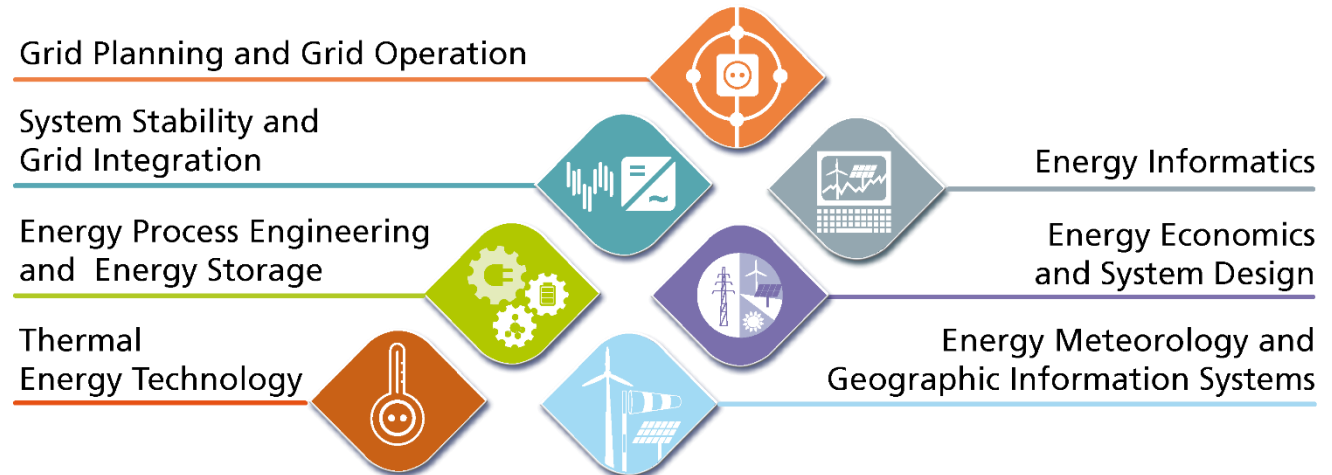 Grid Planning and Grid Operation
System Stability and
Grid Integration
Energy Process Engineering
and Energy Storage
Thermal
Energy Technology
Energy Informatics
Energy Economics
and System Design
Energy Meteorology and
Geographic Information Systems